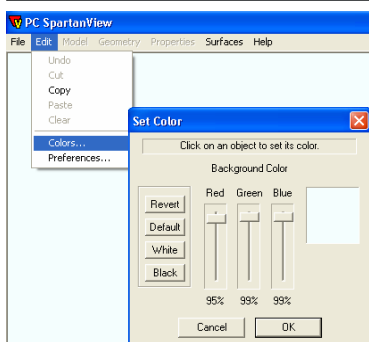 PC SpartanView
File Edit Model Geometry Properties Surfaces Help
Undo
Cut
Copy
Paste
Clear
Colors...
Preferences...
Set Color
Click on an object to set its color.
Background Color
Red Green Blue
Revert
Default
White
Black
95% 99% 99%
Cancel OK